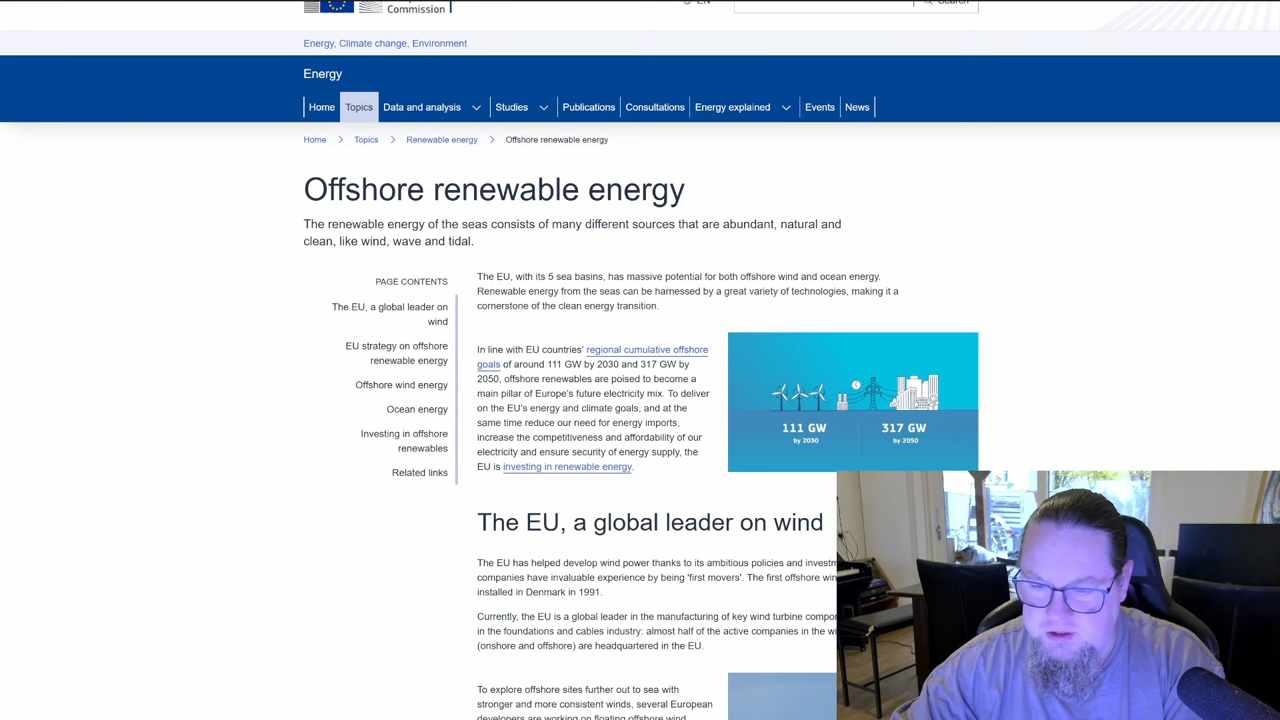 Commission
EN
Search
Energy, Climate change, Environment
Energy
Home
Topics
Data and analysis
Studies
Publications
Consultations
Energy explained
Events
News
Home > Topics > Renewable energy > Offshore renewable energy
Offshore renewable energy
The renewable energy of the seas consists of many different sources that are abundant, natural and
clean, like wind, wave and tidal.
PAGE CONTENTS
The EU, a global leader on
wind
EU strategy on offshore
renewable energy
Offshore wind energy
Ocean energy
Investing in offshore
renewables
Related links
The EU, with its 5 sea basins, has massive potential for both offshore wind and ocean energy.
Renewable energy from the seas can be harnessed by a great variety of technologies, making it a
cornerstone of the clean energy transition.
In line with EU countries' regional cumulative offshore
goals of around 111 GW by 2030 and 317 GW by
2050, offshore renewables are poised to become a
main pillar of Europe's future electricity mix. To deliver
on the EU's energy and climate goals, and at the
same time reduce our need for energy imports,
increase the competitiveness and affordability of our
electricity and ensure security of energy supply, the
EU is investing in renewable energy.
111 GW
by 2030
317 GW
by 2050
The EU, a global leader on wind
The EU has helped develop wind power thanks to its ambitious policies and
companies have invaluable experience by being 'first movers'. The first offshore
installed in Denmark in 1991.
Currently, the EU is a global leader in the manufacturing of key wind turbine
in the foundations and cables industry: almost half of the active companies in the
(onshore and offshore) are headquartered in the EU.
To explore offshore sites further out to sea with
stronger and more consistent winds, several European
developers are working on floating offshore wind